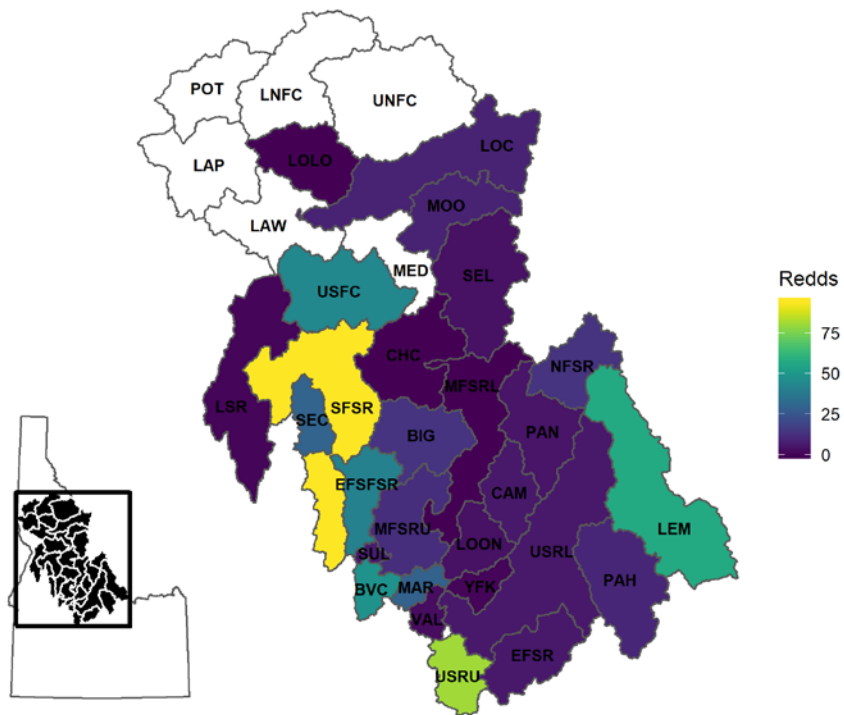 POT
LNFC
UNFC
LOC
LOLO
LAP
MOO
LAW
MED
SEL
USFC
Redds
75
50
25
0
CHC
NFSR
MFSRL
LSR
SFSR
SEC
BIG
PAN
EFSFSR
CAM
MFSRU
LEM
LOON
USRL
SUL
PAH
BVC
MAR
YFK
VAL
EFSR
USRU